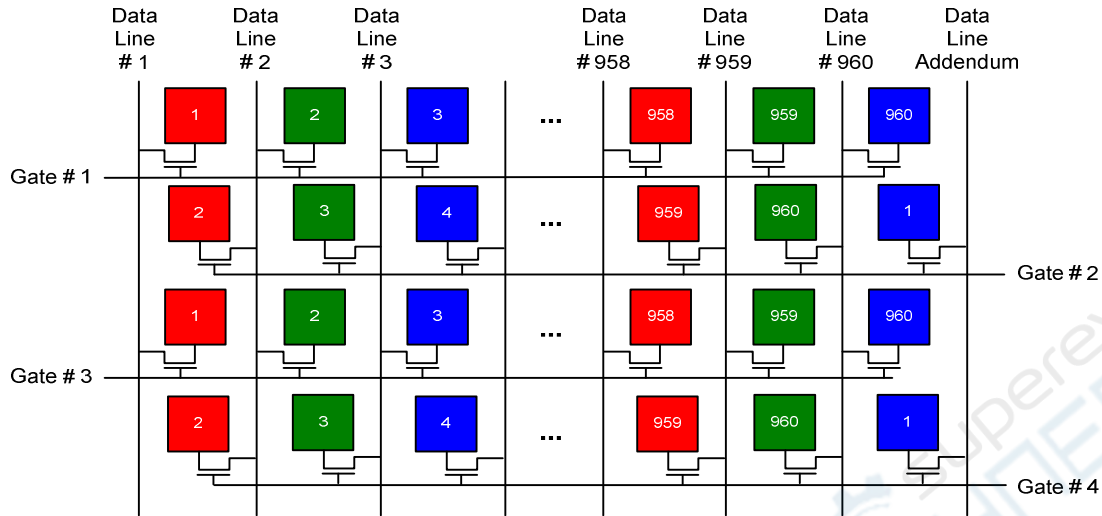 Data Line # 1
Data Line # 2
Data Line # 3
Data Line # 958
Data Line # 959
Data Line # 960
Data Line Addendum
1 2 3 ... 958 959 960
Gate # 1
2 3 4 ... 959 960 1
Gate # 2
1 2 3 ... 958 959 960
Gate # 3
2 3 4 ... 959 960 1
Gate # 4